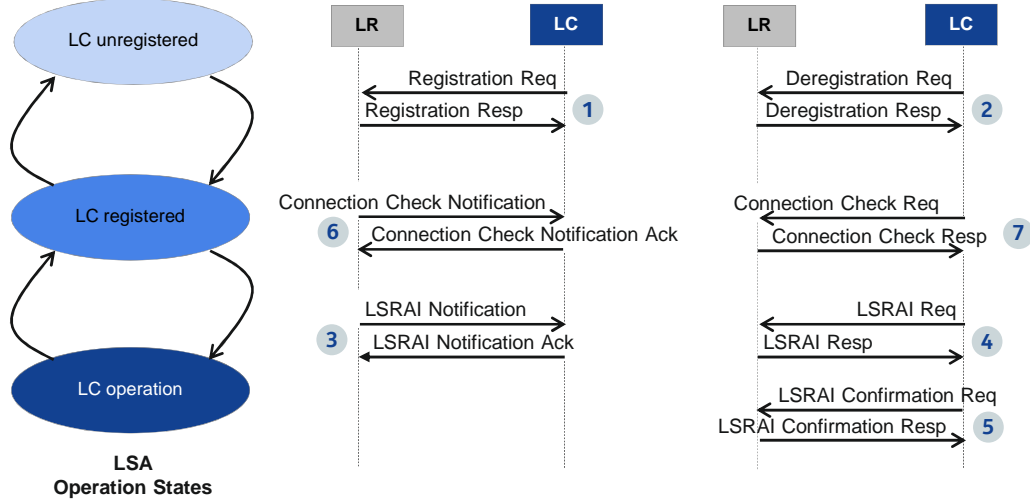 LC unregistered
LC registered
LC operation
LSA
Operation States
LR
LC
Registration Req
Registration Resp
1
Connection Check Notification
6
Connection Check Notification Ack
LSRAI Notification
3
LSRAI Notification Ack
LR
LC
Deregistration Req
2
Deregistration Resp
Connection Check Req
7
Connection Check Resp
LSRAI Req
4
LSRAI Resp
LSRAI Confirmation Req
5
LSRAI Confirmation Resp